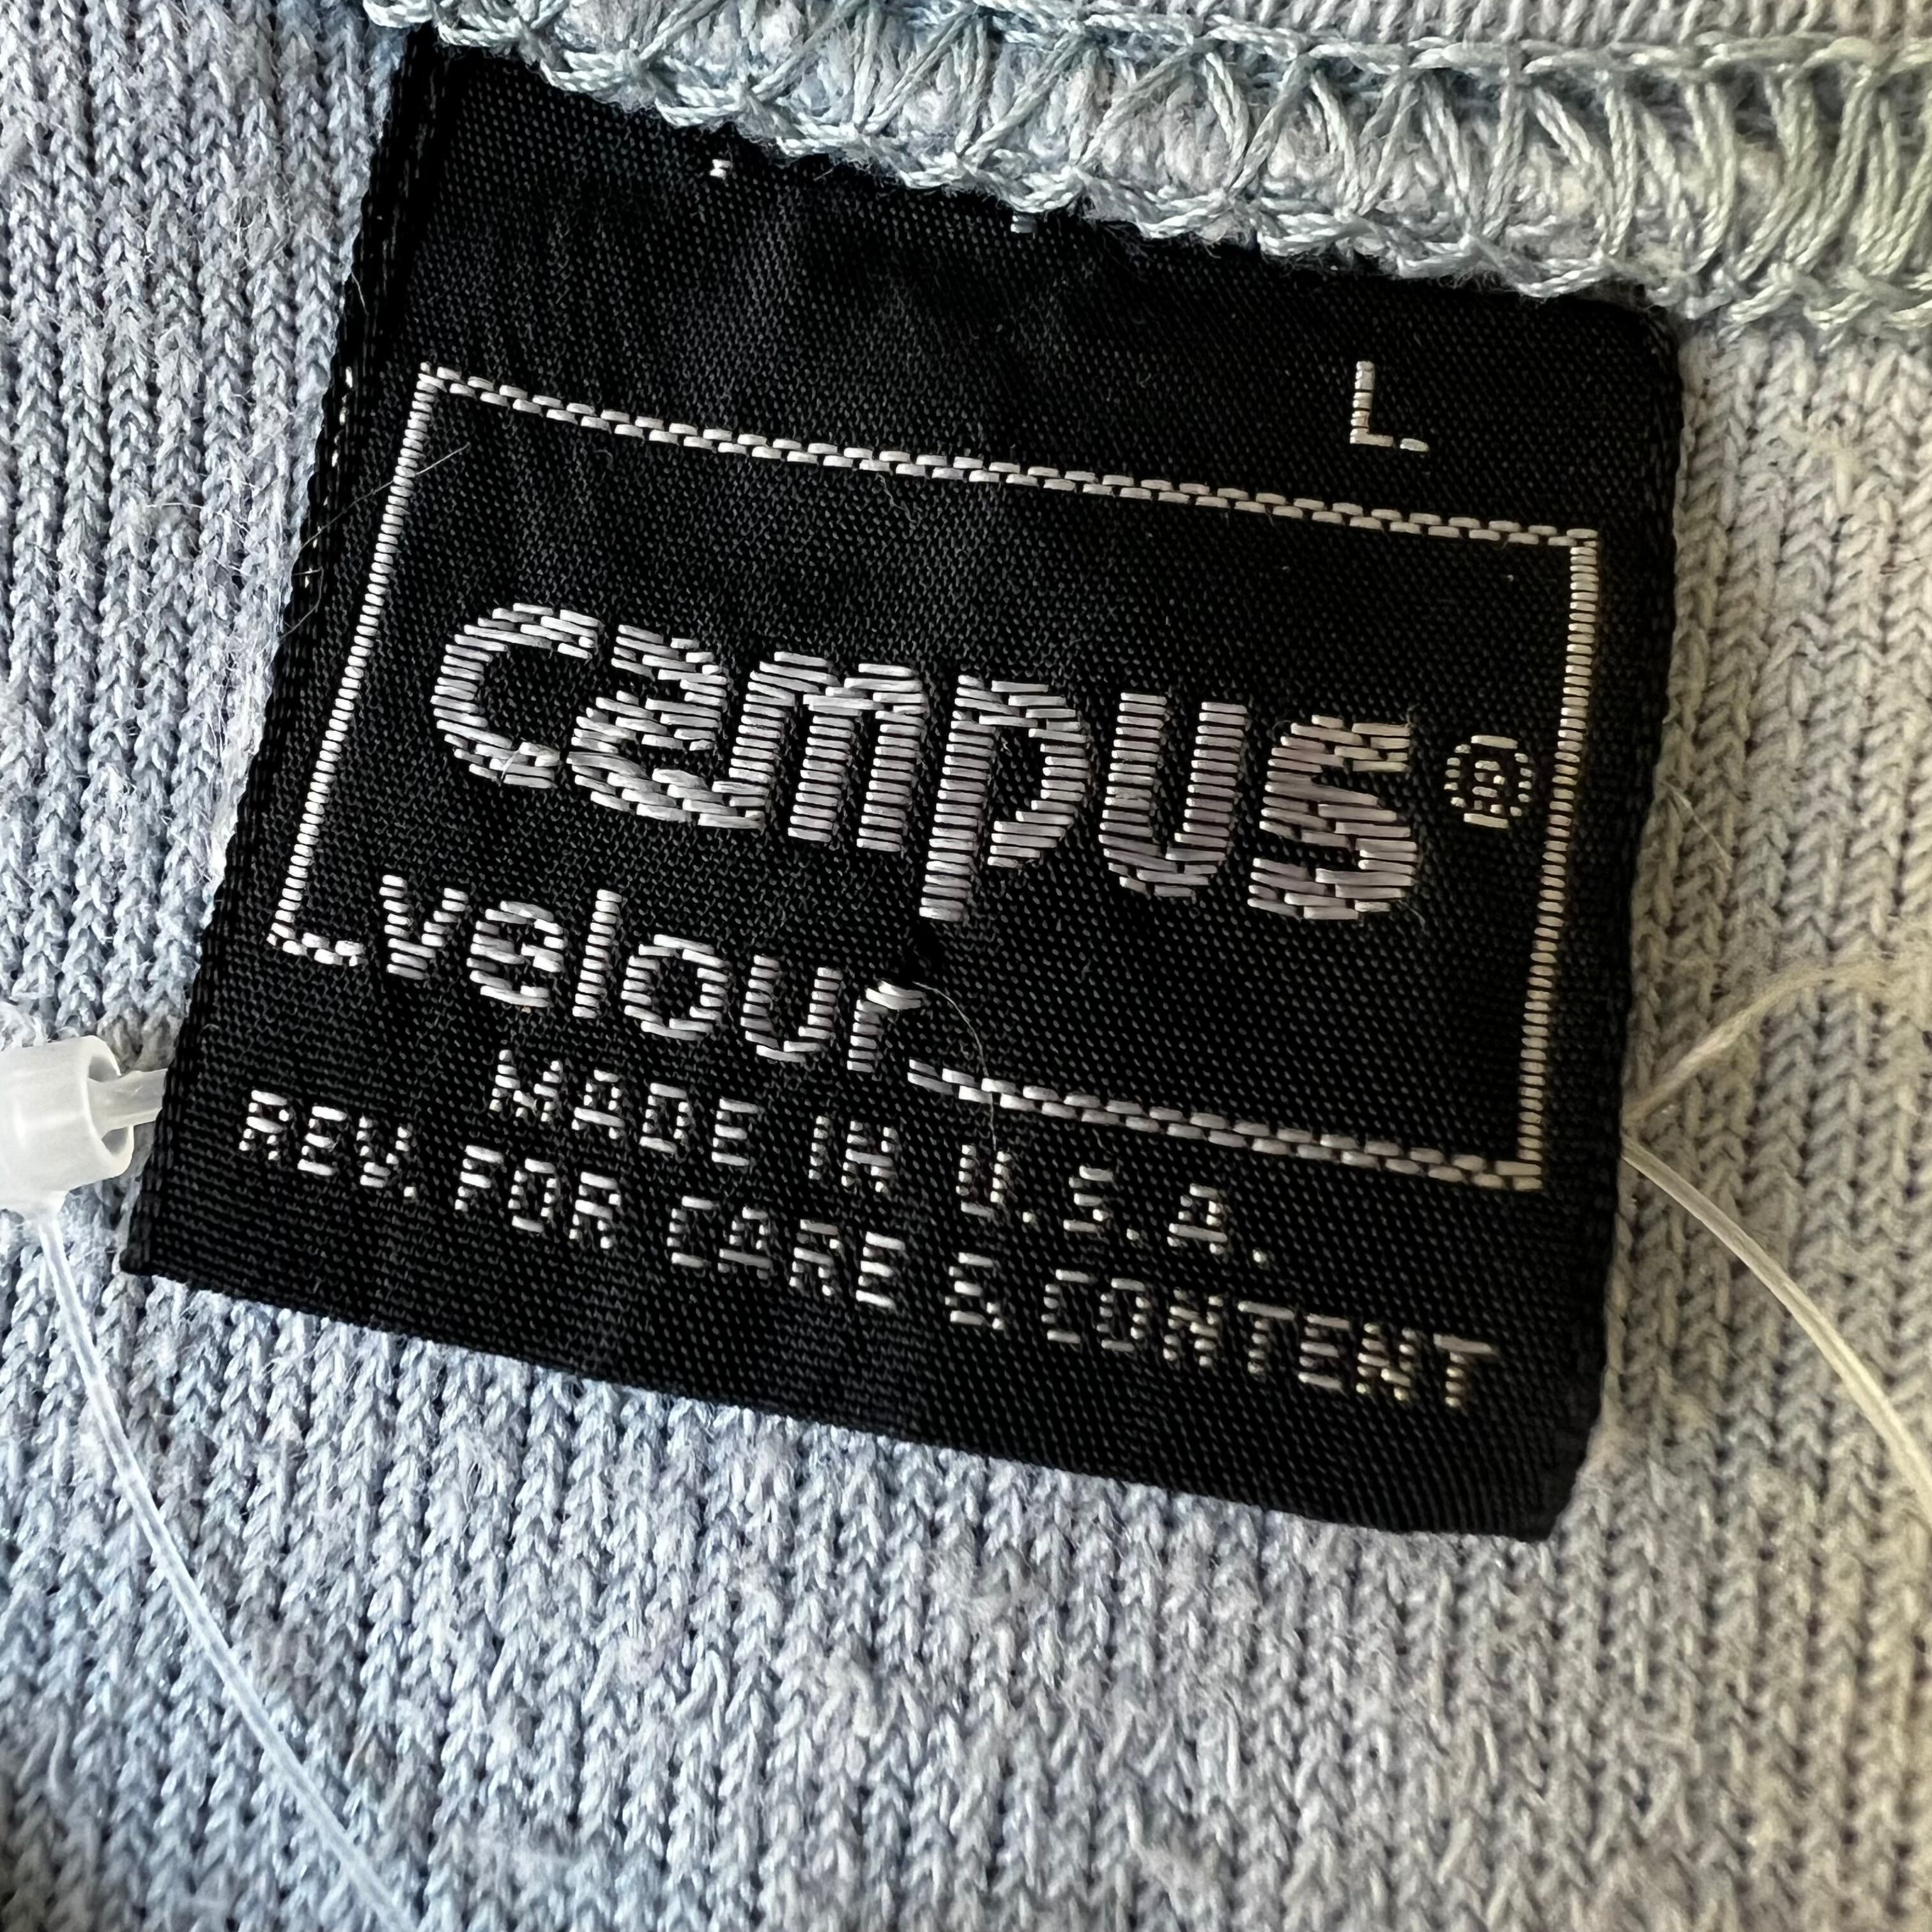 L
campus®
velour
MADE IN U.S.A.
REV. FOR CARE & CONTENT